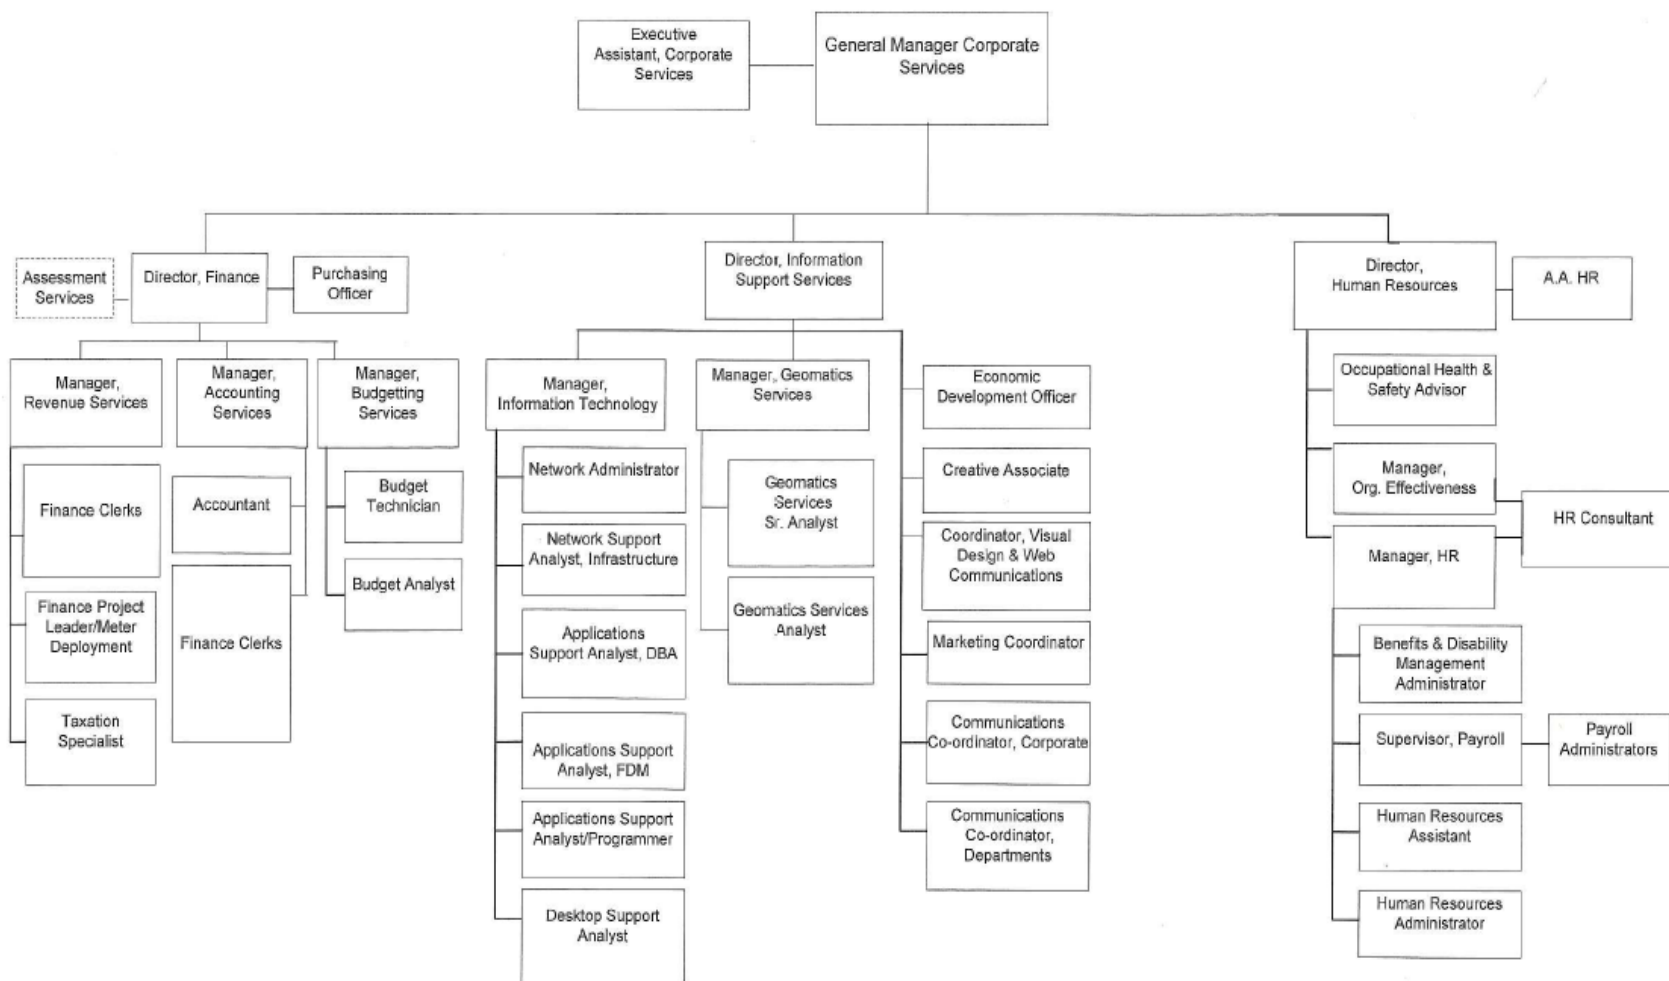 Executive
Assistant, Corporate
Services
General Manager Corporate
Services
Assessment
Services
Director, Finance
Purchasing
Officer
Director, Information
Support Services
Director,
Human Resources
A.A. HR
Manager,
Revenue Services
Manager,
Accounting
Services
Manager,
Budgetting
Services
Manager,
Information Technology
Manager, Geomatics
Services
Economic
Development Officer
Occupational Health &
Safety Advisor
Finance Clerks
Finance Project
Leader/Meter
Deployment
Taxation
Specialist
Accountant
Finance Clerks
Budget
Technician
Budget Analyst
Network Administrator
Network Support
Analyst, Infrastructure
Applications
Support Analyst, DBA
Applications Support
Analyst, FDM
Applications Support
Analyst/Programmer
Desktop Support
Analyst
Geomatics
Services
Sr. Analyst
Geomatics Services
Analyst
Creative Associate
Coordinator, Visual
Design & Web
Communications
Marketing Coordinator
Communications
Co-ordinator, Corporate
Communications
Co-ordinator,
Departments
Manager,
Org. Effectiveness
HR Consultant
Manager, HR
Benefits & Disability
Management
Administrator
Supervisor, Payroll
Payroll
Administrators
Human Resources
Assistant
Human Resources
Administrator